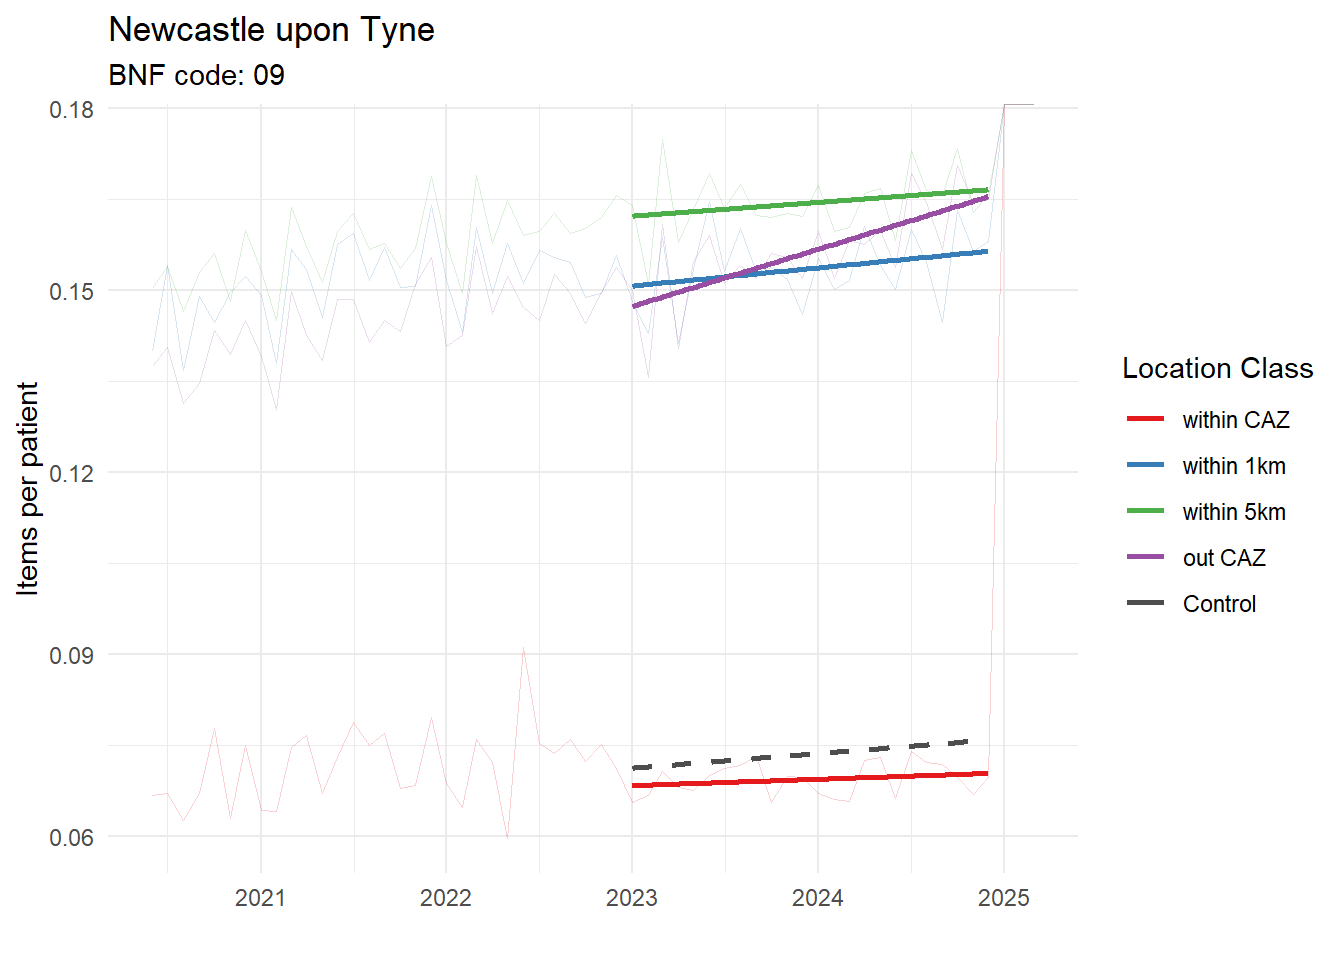 Newcastle upon Tyne
BNF code: 09
0.18
0.15
0.12
0.09
0.06
Items per patient
2021
2022
2023
2024
2025
Location Class
within CAZ
within 1km
within 5km
out CAZ
Control